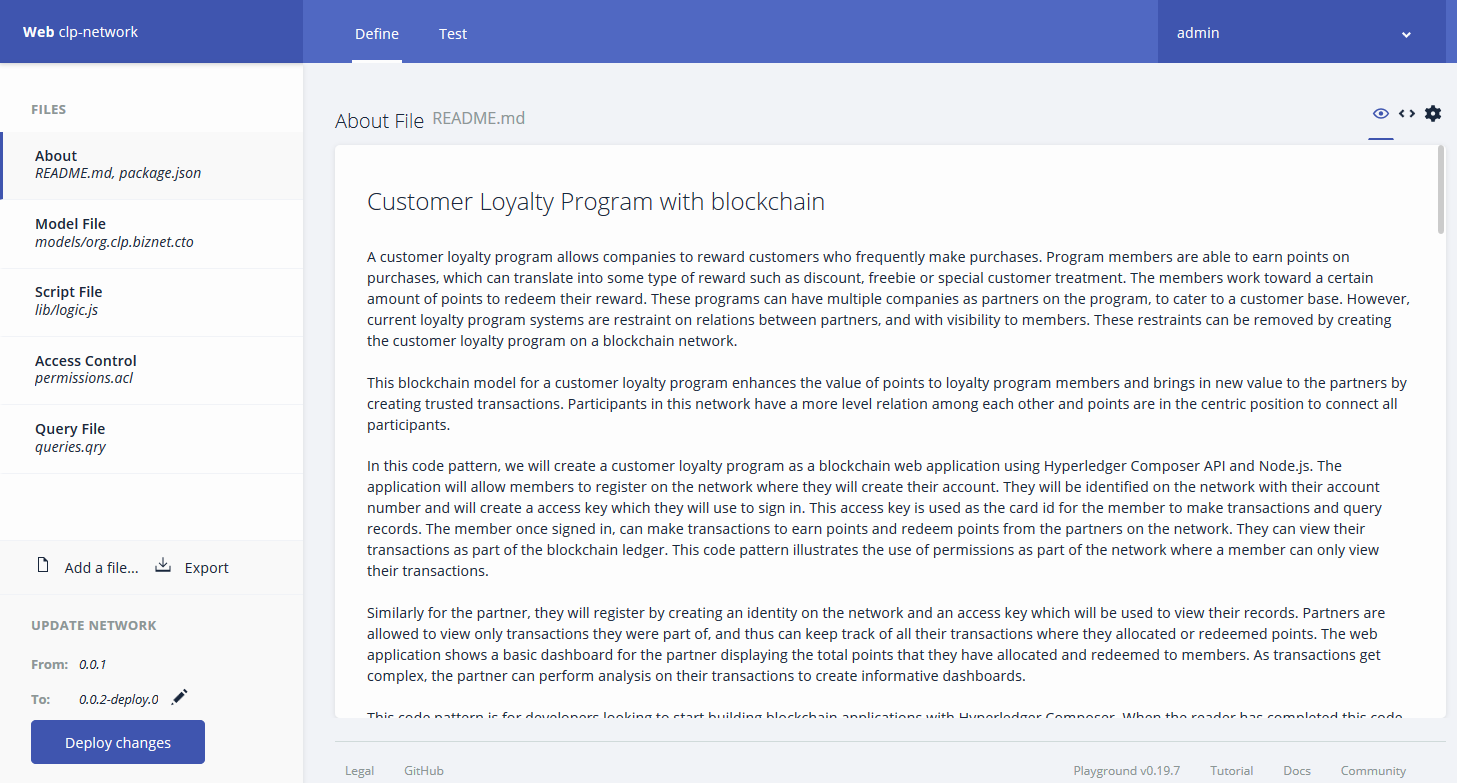 Web clp-network
Define
Test
admin
FILES
About
README.md, package.json
Model File
models/org.clp.biznet.cto
Script File
lib/logic.js
Access Control
permissions.acl
Query File
queries.qry
Add a file...
Export
UPDATE NETWORK
From: 0.0.1
To: 0.0.2-deploy.0
Deploy changes
About File README.md
Customer Loyalty Program with blockchain
A customer loyalty program allows companies to reward customers who frequently make purchases. Program members are able to earn points on
purchases, which can translate into some type of reward such as discount, freebie or special customer treatment. The members work toward a certain
amount of points to redeem their reward. These programs can have multiple companies as partners on the program, to cater to a customer base. However,
current loyalty program systems are restraint on relations between partners, and with visibility to members. These restraints can be removed by creating
the customer loyalty program on a blockchain network.
This blockchain model for a customer loyalty program enhances the value of points to loyalty program members and brings in new value to the partners by
creating trusted transactions. Participants in this network have a more level relation among each other and points are in the centric position to connect all
participants.
In this code pattern, we will create a customer loyalty program as a blockchain web application using Hyperledger Composer API and Node.js. The
application will allow members to register on the network where they will create their account. They will be identified on the network with their account
number and will create a access key which they will use to sign in. This access key is used as the card id for the member to make transactions and query
records. The member once signed in, can make transactions to earn points and redeem points from the partners on the network. They can view their
transactions as part of the blockchain ledger. This code pattern illustrates the use of permissions as part of the network where a member can only view
their transactions.
Similarly for the partner, they will register by creating an identity on the network and an access key which will be used to view their records. Partners are
allowed to view only transactions they were part of, and thus can keep track of all their transactions where they allocated or redeemed points. The web
application shows a basic dashboard for the partner displaying the total points that they have allocated and redeemed to members. As transactions get
complex, the partner can perform analysis on their transactions to create informative dashboards.
This code pattern is for developers looking to start building blockchain applications with Hyperledger Composer. When the reader has completed this code
Legal
GitHub
Playground v0.19.7
Tutorial
Docs
Community